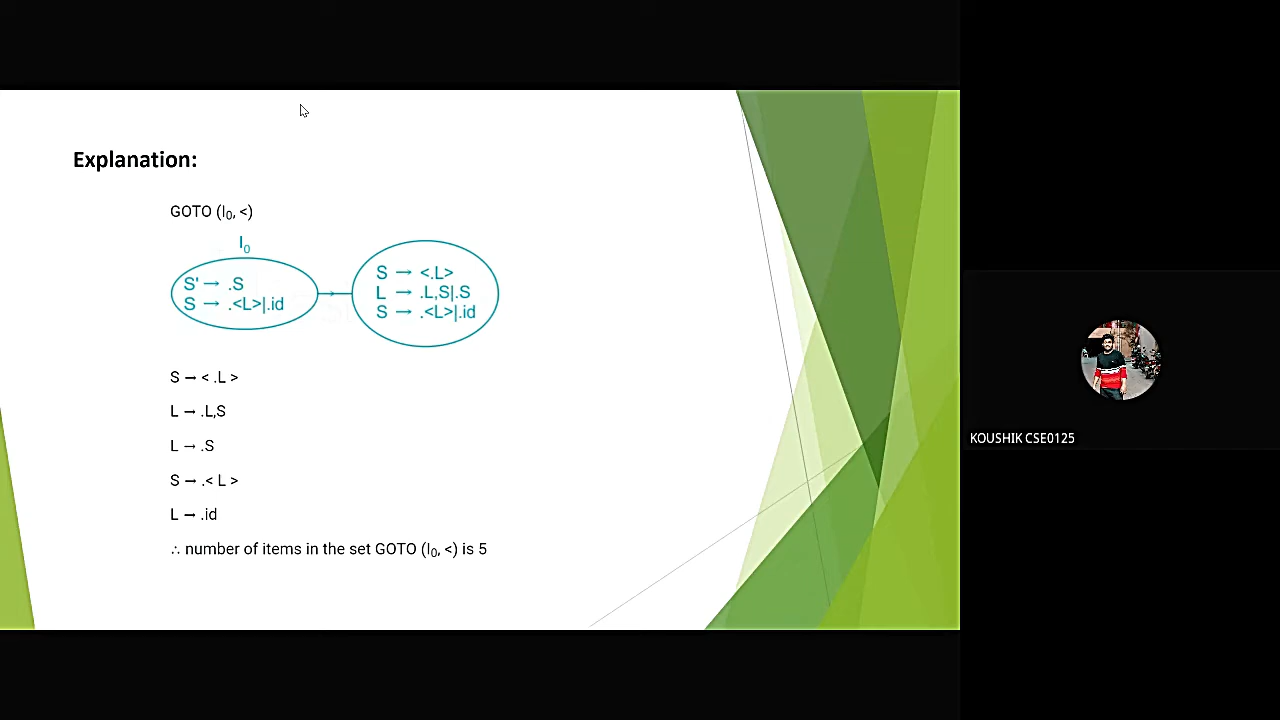 Explanation:
GOTO (I₀, <)
I₀
S' → .S
S → .<L>|.id
S → <.L>
L → .L,S|.S
S → .<L>|.id
S → < .L >
L → .L,S
L → .S
S → .< L >
L → .id
∴ number of items in the set GOTO (I₀, <) is 5
KOUSHIK CSE0125